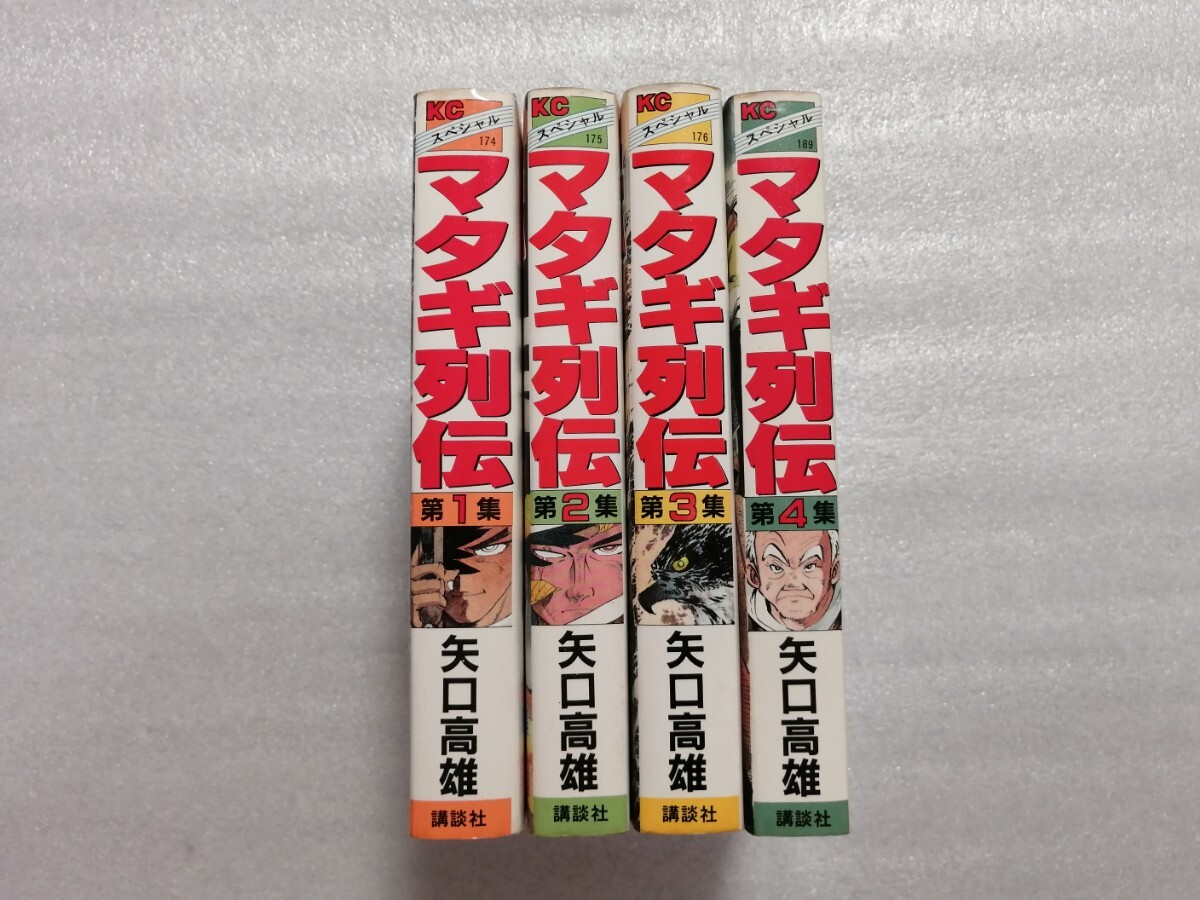 KC
スペシャル
174
マタギ列伝
第1集
矢口高雄
講談社
KC
スペシャル
175
マタギ列伝
第2集
矢口高雄
講談社
KC
スペシャル
176
マタギ列伝
第3集
矢口高雄
講談社
KC
スペシャル
189
マタギ列伝
第4集
矢口高雄
講談社